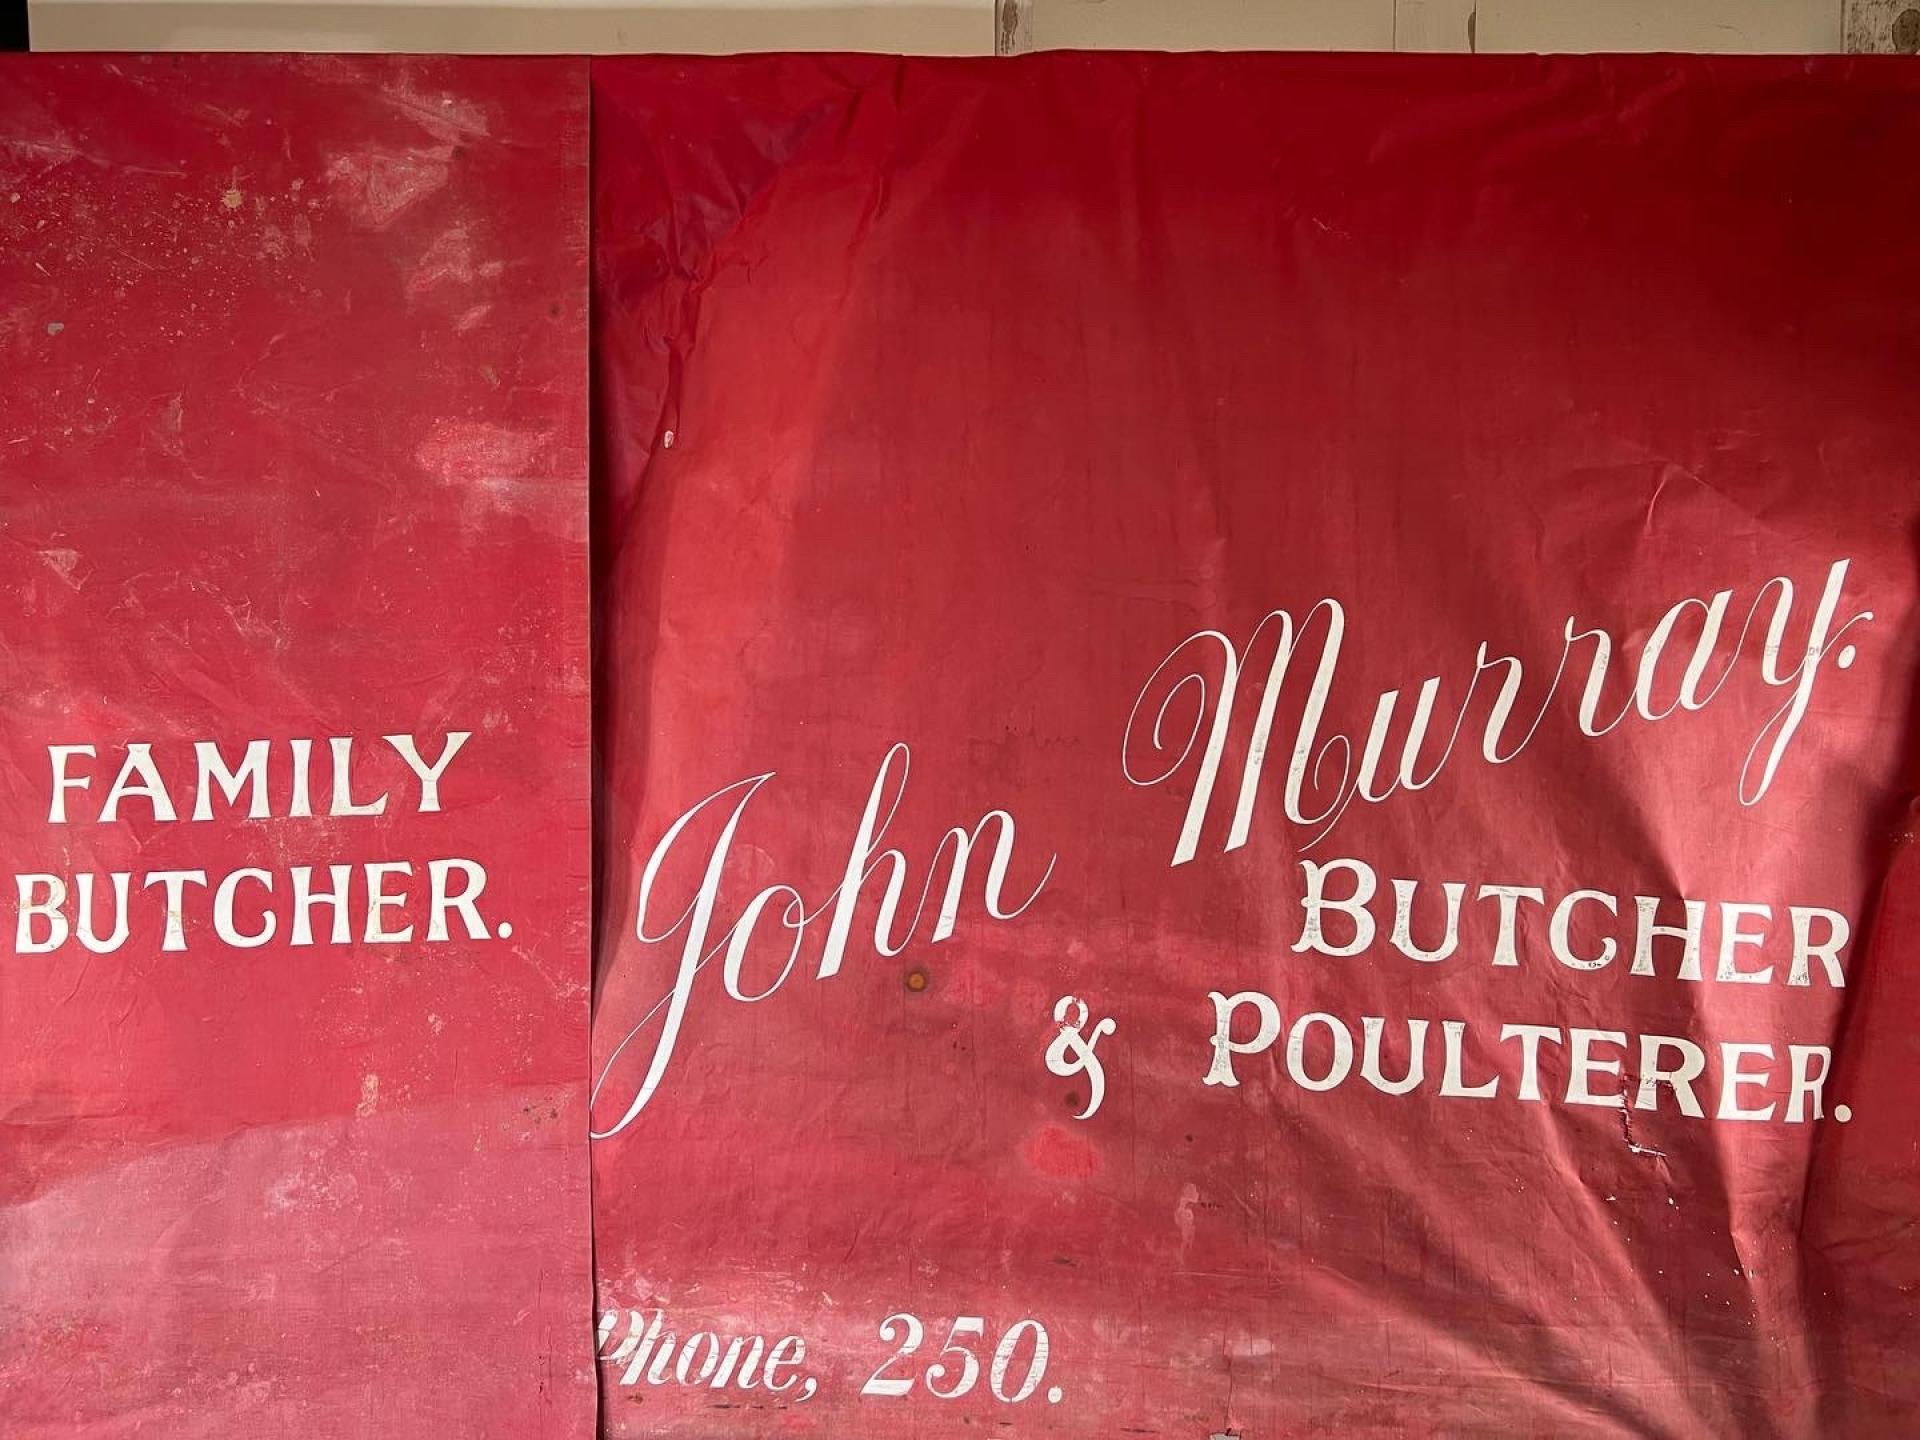 FAMILY
BUTCHER.
John Murray.
BUTCHER
& POULTERER.
Phone, 250.